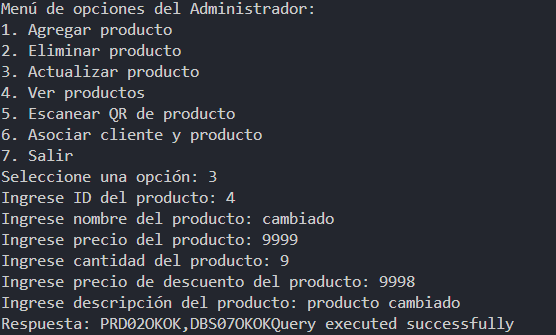 Menú de opciones del Administrador:
1. Agregar producto
2. Eliminar producto
3. Actualizar producto
4. Ver productos
5. Escanear QR de producto
6. Asociar cliente y producto
7. Salir
Seleccione una opción: 3
Ingrese ID del producto: 4
Ingrese nombre del producto: cambiado
Ingrese precio del producto: 9999
Ingrese cantidad del producto: 9
Ingrese precio de descuento del producto: 9998
Ingrese descripción del producto: producto cambiado
Respuesta: PRD02OKOK,DBS07OKOKQuery executed successfully